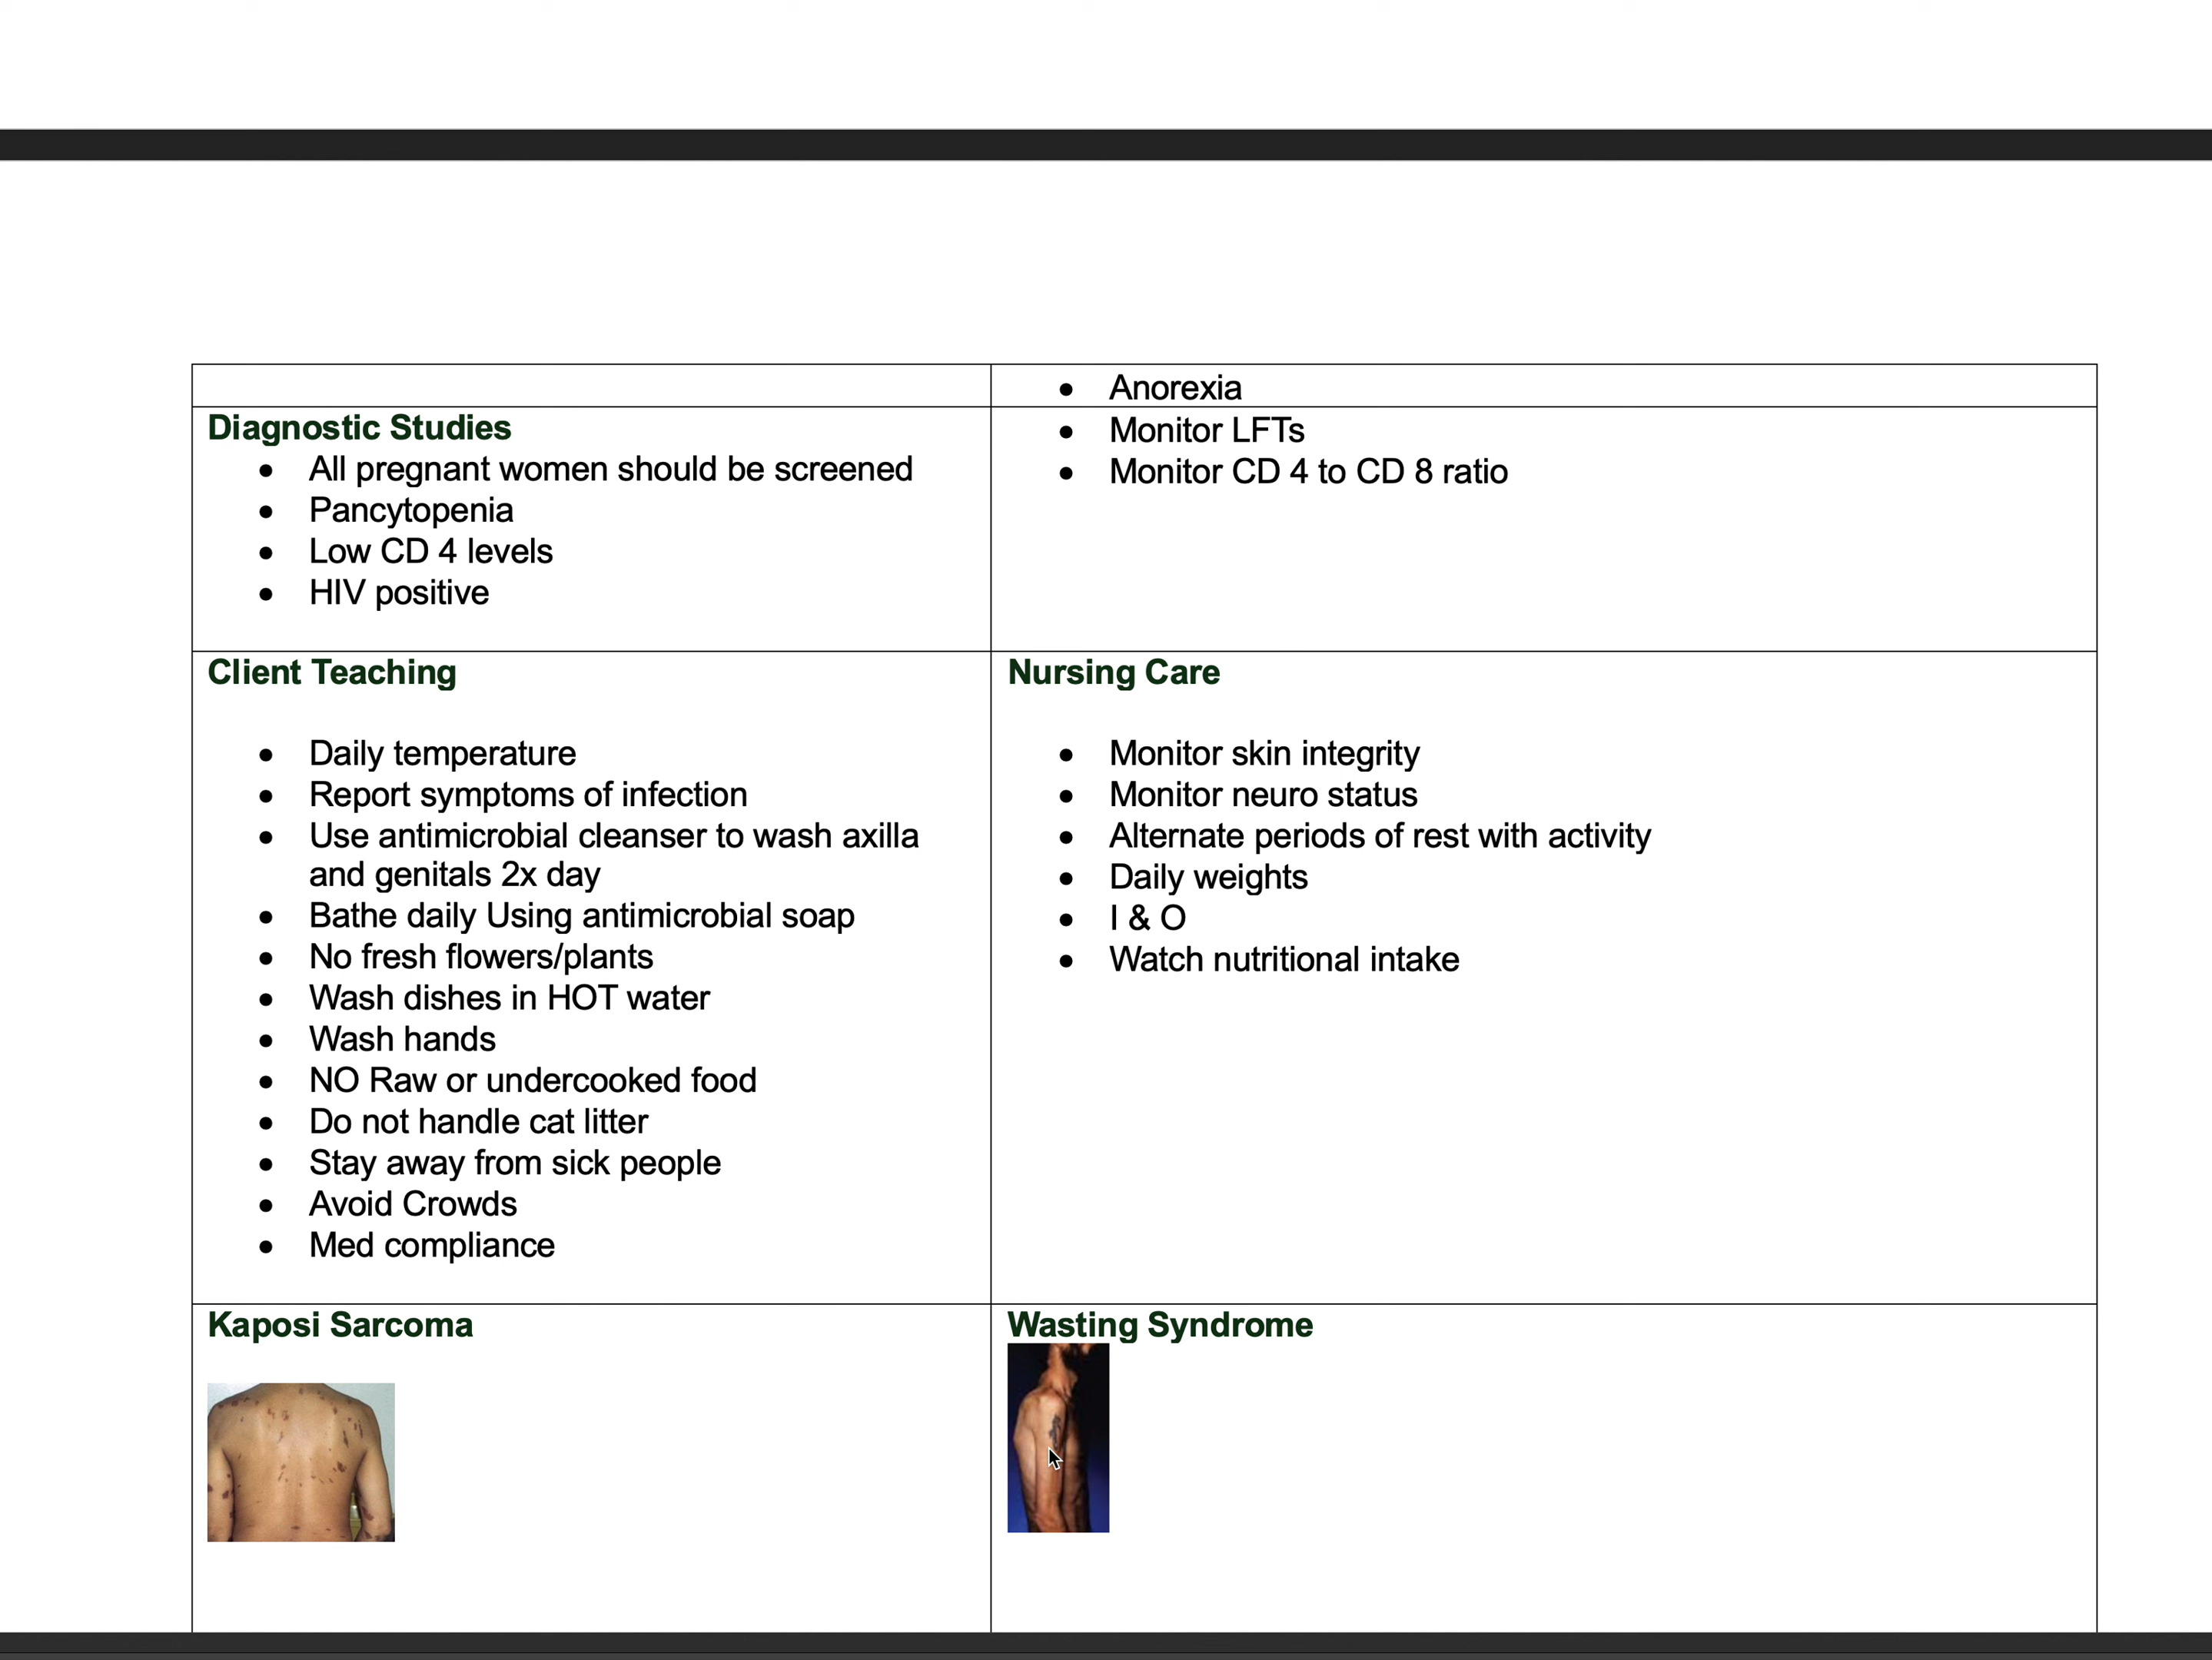 • Anorexia
Diagnostic Studies
• All pregnant women should be screened
• Pancytopenia
• Low CD 4 levels
• HIV positive
• Monitor LFTs
• Monitor CD 4 to CD 8 ratio
Client Teaching
• Daily temperature
• Report symptoms of infection
• Use antimicrobial cleanser to wash axilla
and genitals 2x day
• Bathe daily Using antimicrobial soap
• No fresh flowers/plants
• Wash dishes in HOT water
• Wash hands
• NO Raw or undercooked food
• Do not handle cat litter
• Stay away from sick people
• Avoid Crowds
• Med compliance
Nursing Care
• Monitor skin integrity
• Monitor neuro status
• Alternate periods of rest with activity
• Daily weights
• I & O
• Watch nutritional intake
Kaposi Sarcoma
Wasting Syndrome